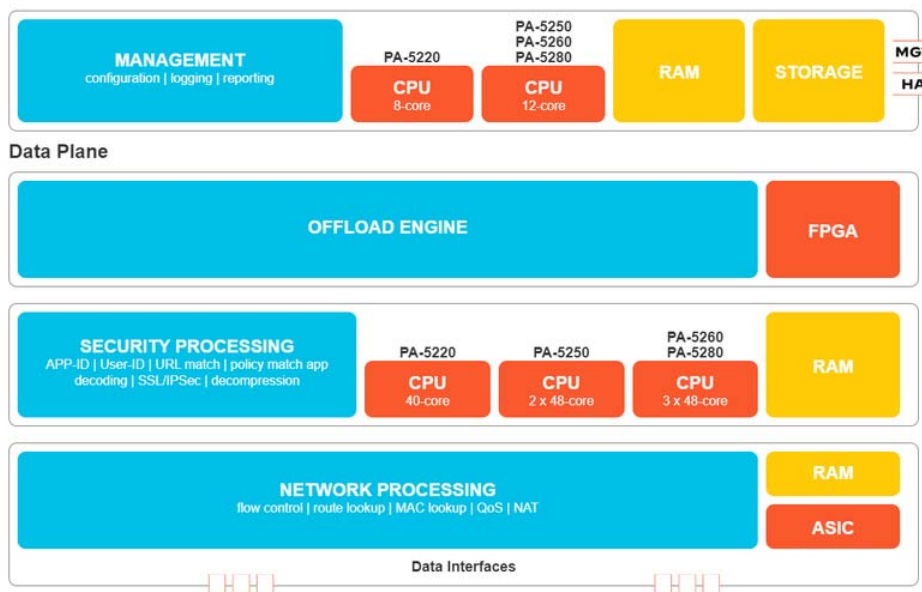 PA-5250
PA-5260
PA-5220
PA-5280
MANAGEMENT
configuration | logging | reporting
CPU
8-core
CPU
12-core
RAM
STORAGE
MG
HA
Data Plane
OFFLOAD ENGINE
FPGA
SECURITY PROCESSING
APP-ID | User-ID | URL match | policy match app
decoding | SSL/IPSec | decompression
PA-5220
CPU
40-core
PA-5250
CPU
2 x 48-core
PA-5260
PA-5280
CPU
3 x 48-core
RAM
NETWORK PROCESSING
flow control | route lookup | MAC lookup | QoS | NAT
RAM
ASIC
Data Interfaces